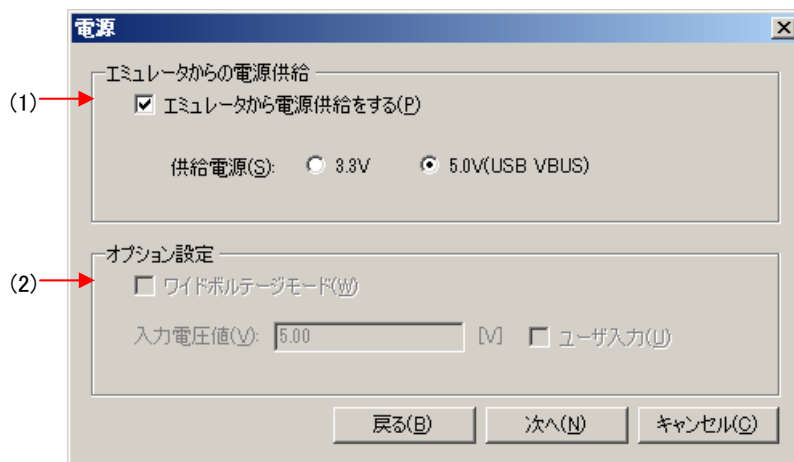 電源
エミュレータからの電源供給
(1)
エミュレータから電源供給をする(P)
供給電源(S): 3.3V 5.0V(USB VBUS)
オプション設定
(2)
ワイドボルテージモード(W)
入力電圧値(V): 5.00 [V] ユーザ入力(U)
戻る(B) 次へ(N) キャンセル(C)